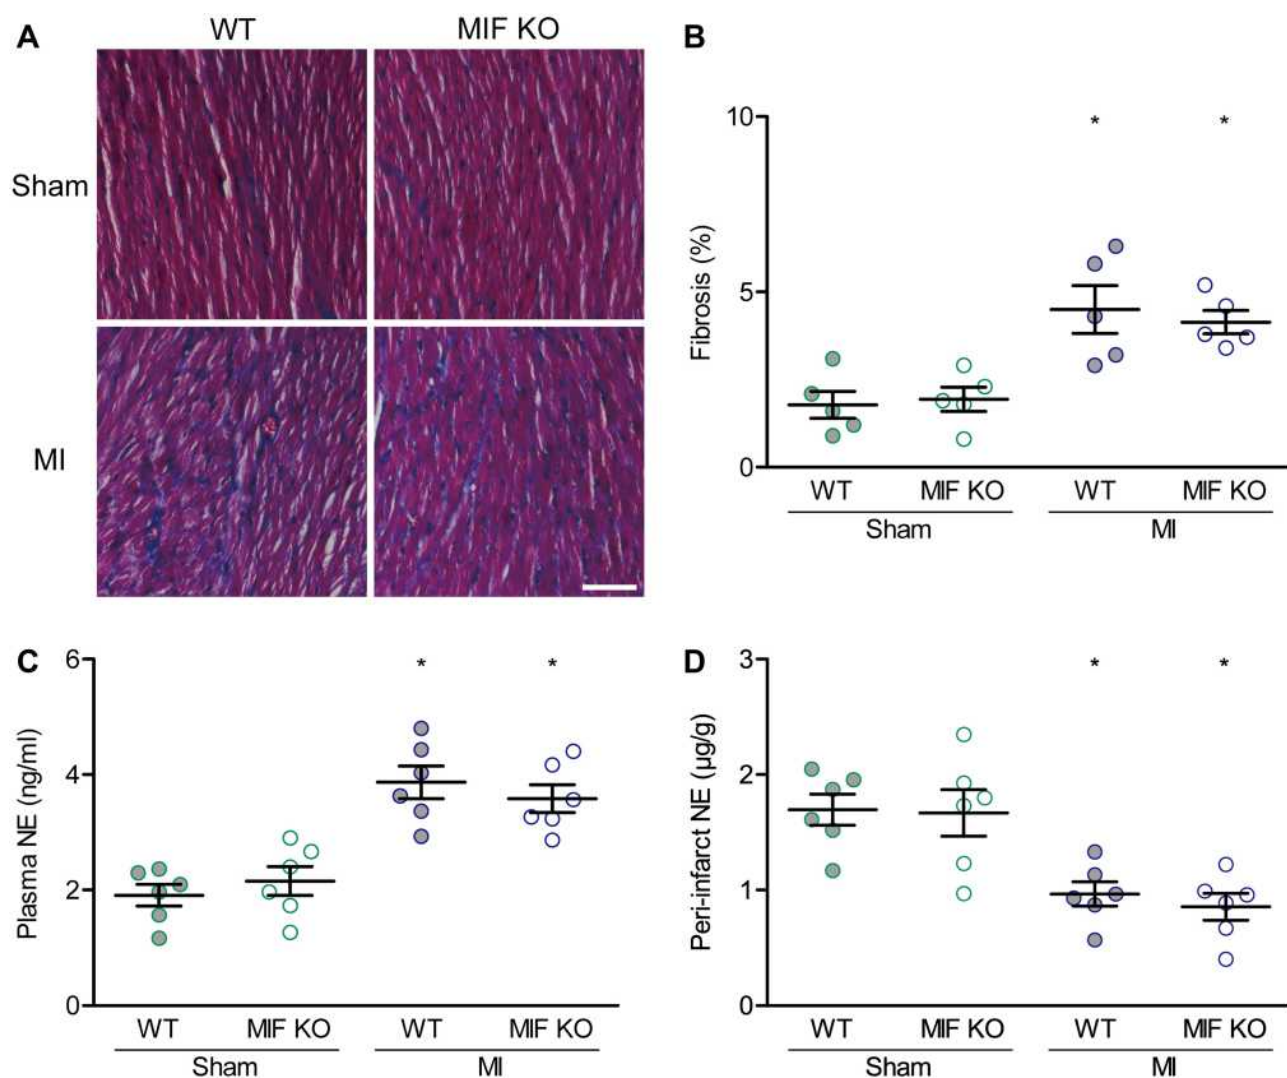 A
WT
MIF KO
Sham
MI
B
Fibrosis (%)
10
5
0
* *
WT MIF KO WT MIF KO
Sham MI
C
Plasma NE (ng/ml)
6
4
2
0
* *
WT MIF KO WT MIF KO
Sham MI
D
Peri-infarct NE (µg/g)
3
2
1
0
* *
WT MIF KO WT MIF KO
Sham MI